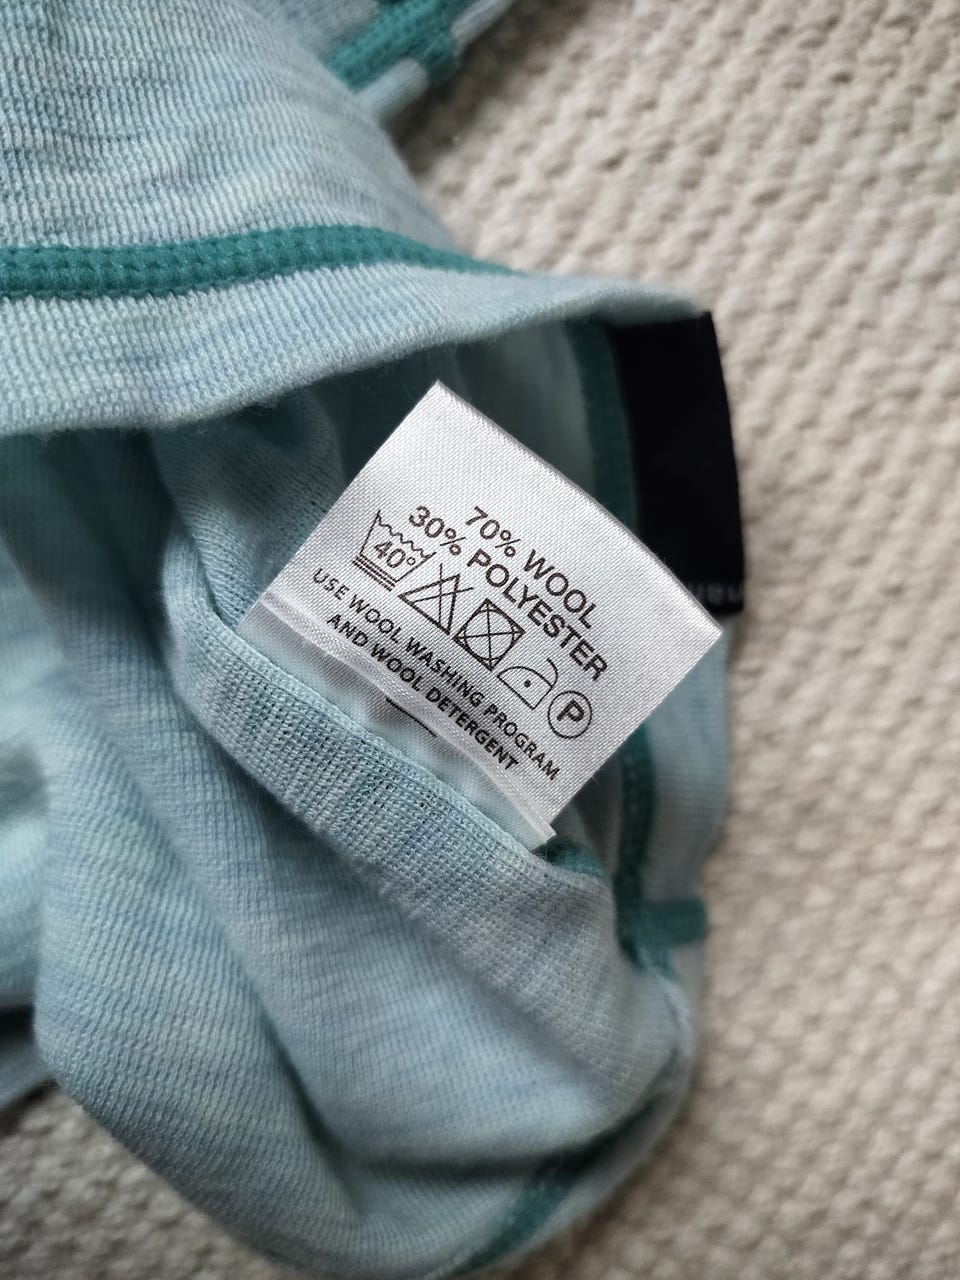 70% WOOL
30% POLYESTER
40° P
USE WOOL WASHING PROGRAM
AND WOOL DETERGENT